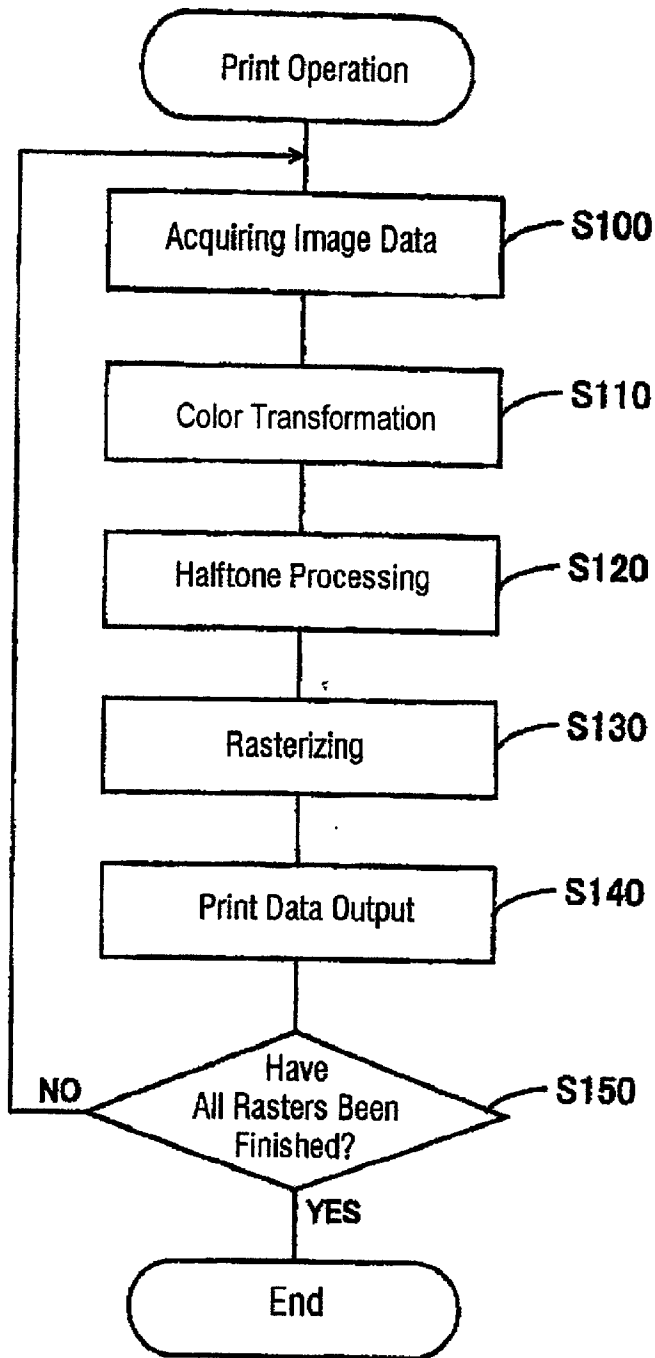 Print Operation
Acquiring Image Data
S100
Color Transformation
S110
Halftone Processing
S120
Rasterizing
S130
Print Data Output
S140
Have
All Rasters Been
Finished?
S150
NO
YES
End